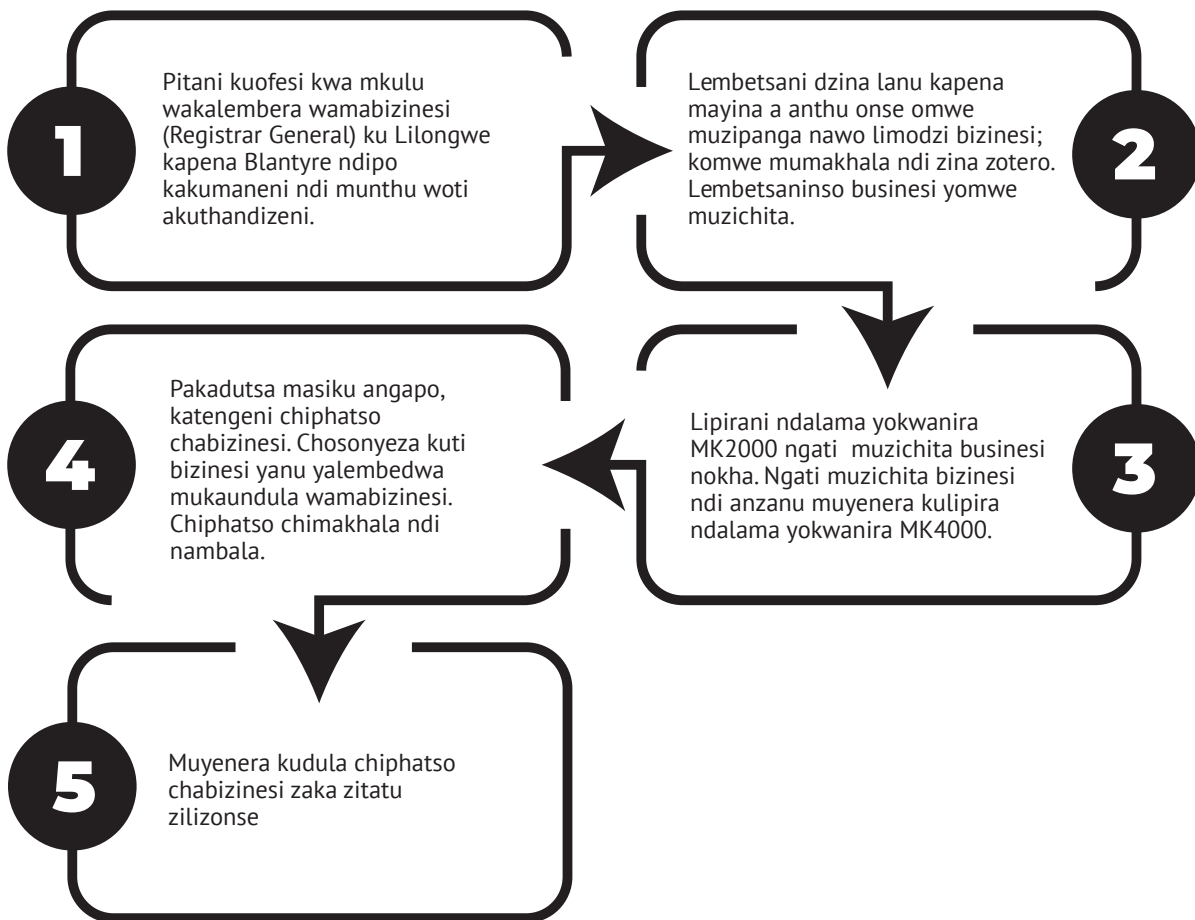 1
Pitani kuofesi kwa mkulu
wakalembera wamabizinesi
(Registrar General) ku Lilongwe
kapena Blantyre ndipo
kakumaneni ndi munthu woti
akuthandizeni.
2
Lembetsani dzina lanu kapena
mayina a anthu onse omwe
muzipanga nawo limodzi bizinesi;
komwe mumakhala ndi zina zotero.
Lembetsaninso businesi yomwe
muzichita.
3
Lipirani ndalama yokwanira
MK2000 ngati muzichita businesi
nokha. Ngati muzichita bizinesi
ndi anzanu muyenera kulipira
ndalama yokwanira MK4000.
4
Pakadutsa masiku angapo,
katengeni chiphatso
chabizinesi. Chosonyeza kuti
bizinesi yanu yalembedwa
mukaundula wamabizinesi.
Chiphatso chimakhala ndi
nambala.
5
Muyenera kudula chiphatso
chabizinesi zaka zitatu
zilizonse